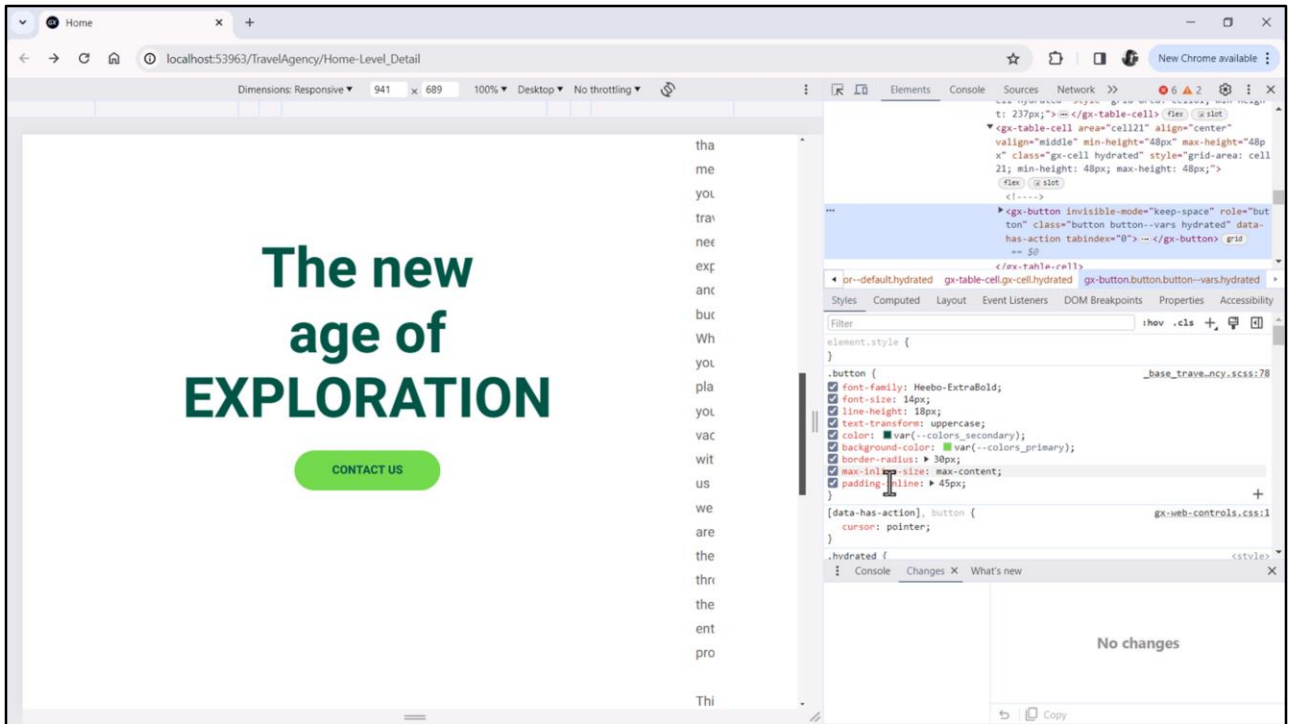 Home
localhost:53963/TravelAgency/Home-Level_Detail
New Chrome available
Dimensions: Responsive ▼ 941 × 689 100% ▼ Desktop ▼ No throttling ▼
Elements Console Sources Network >> 6 2
The new
age of
EXPLORATION
CONTACT US
tha
me
you
trav
nee
exp
and
bud
Wh
you
pla
you
vac
wit
us
we
are
the
thro
the
ent
pro
Thi
t: 237px;"> </gx-table-cell> flex slot
<gx-table-cell area="cell21" align="center"
valign="middle" min-height="48px" max-height="48p
x" class="gx-cell hydrated" style="grid-area: cell
21; min-height: 48px; max-height: 48px;">
flex slot
<!---->
<gx-button invisible-mode="keep-space" role="but
ton" class="button button--vars hydrated" data-
has-action tabindex="0"> … </gx-button> grid
== $0
</gx-table-cell>
or--default.hydrated gx-table-cell.gx-cell.hydrated gx-button.button.button--vars.hydrated
Styles Computed Layout Event Listeners DOM Breakpoints Properties Accessibility
Filter :hov .cls
element.style {
}
.button { _base_trave…ncy.scss:78
font-family: Heebo-ExtraBold;
font-size: 14px;
line-height: 18px;
text-transform: uppercase;
color: var(--colors_secondary);
background-color: var(--colors_primary);
border-radius: 30px;
max-inline-size: max-content;
padding-inline: 45px;
}
[data-has-action], button { gx-web-controls.css:1
cursor: pointer;
}
.hydrated { <style>
Console Changes × What's new
No changes
Copy